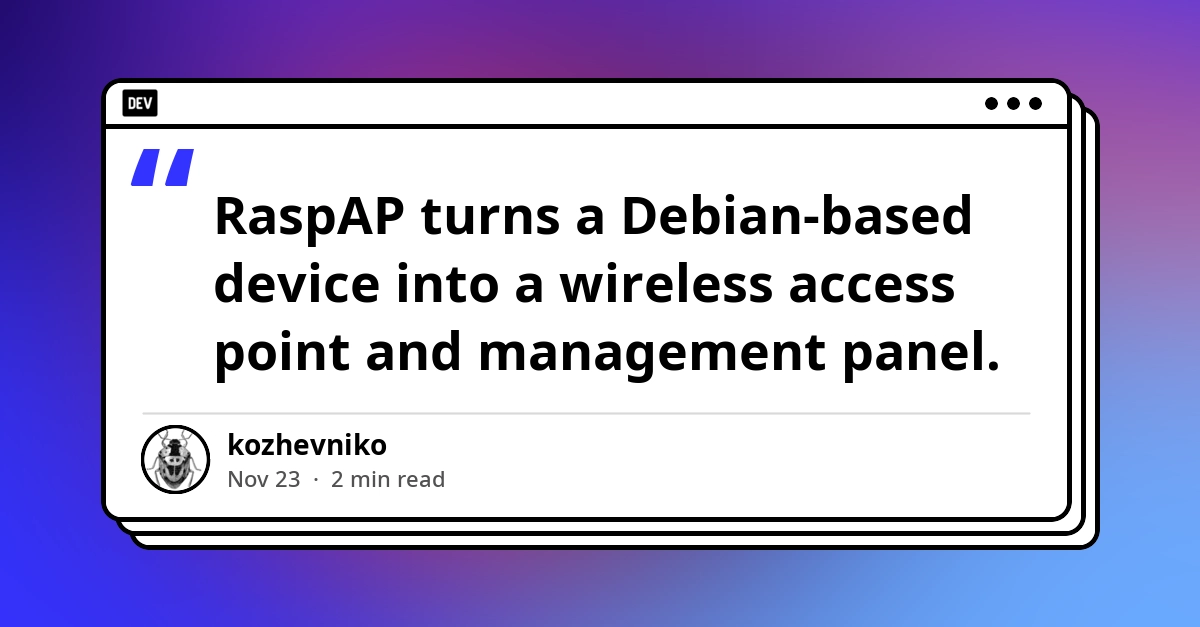 DEV
“
RaspAP turns a Debian-based
device into a wireless access
point and management panel.
kozhevniko
Nov 23 · 2 min read